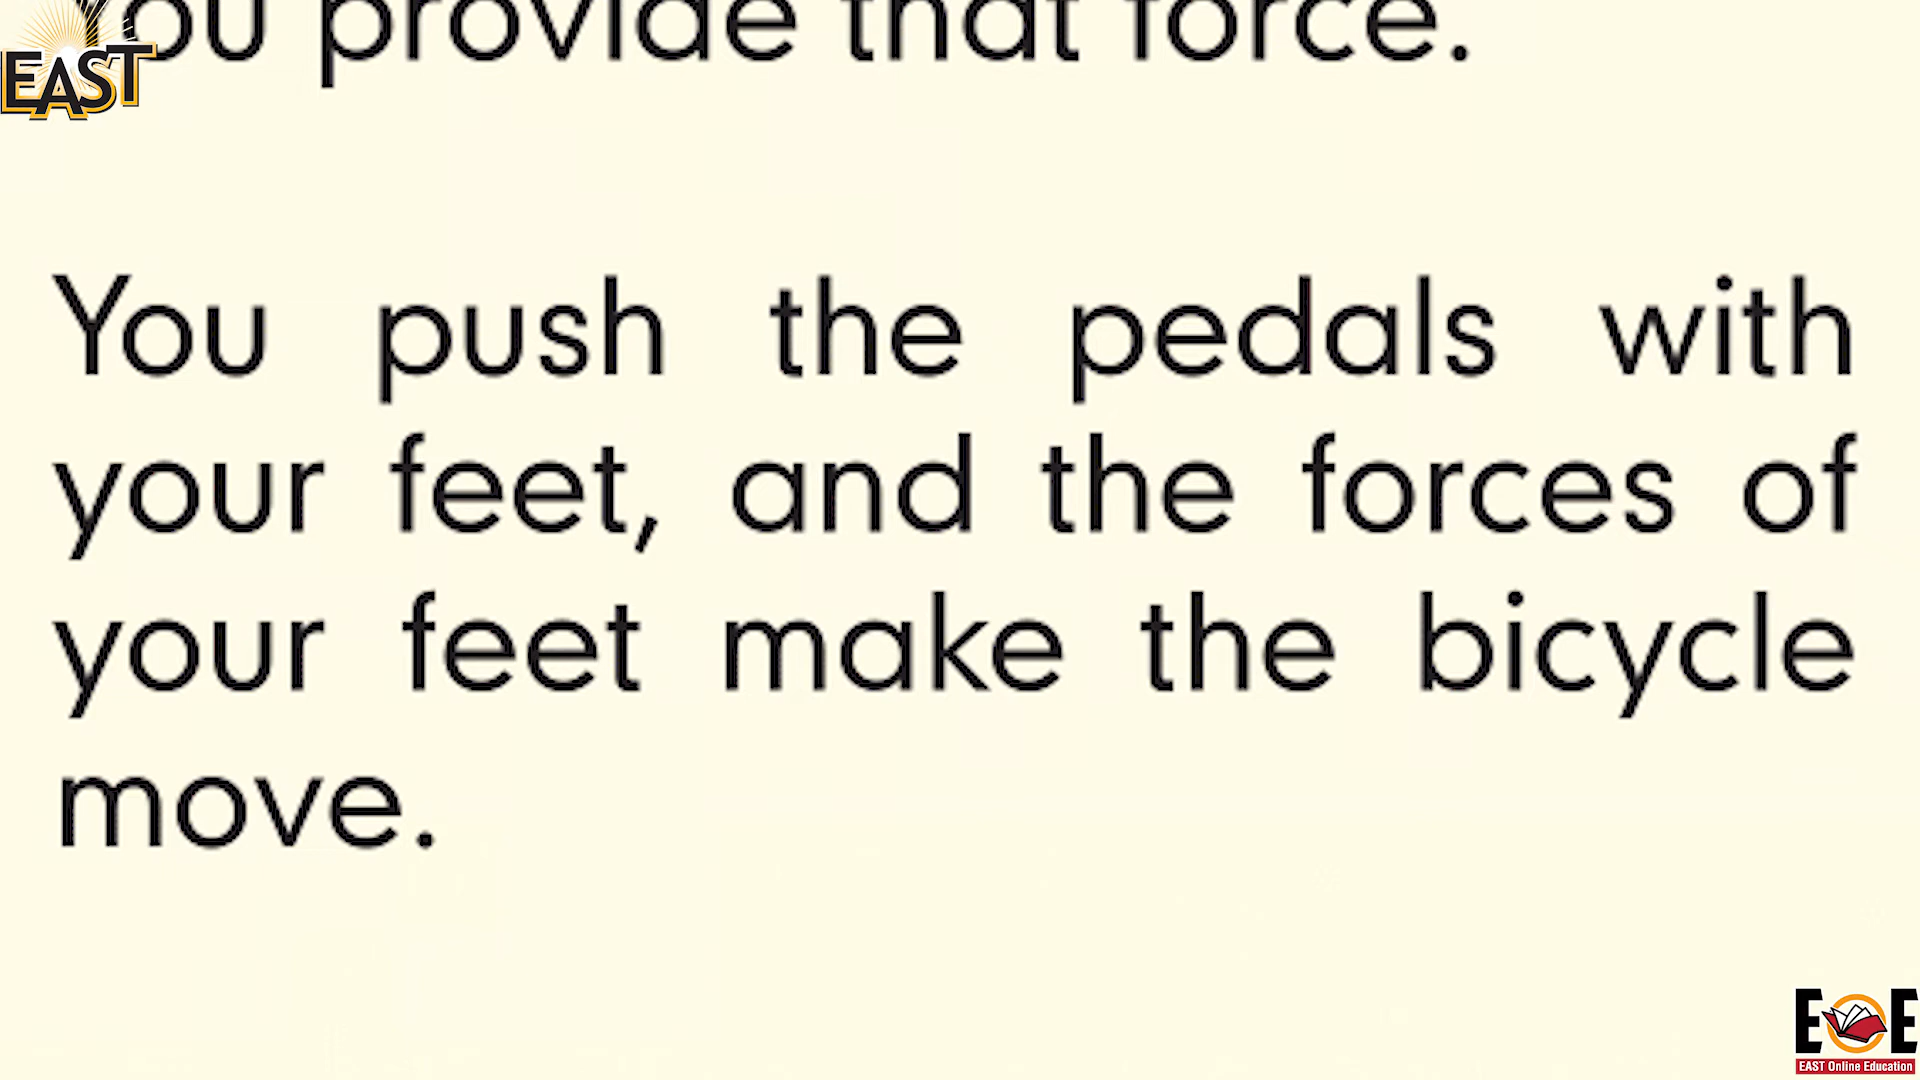 You provide that force.
EAST
You push the pedals with
your feet, and the forces of
your feet make the bicycle
move.
EOE
EAST Online Education